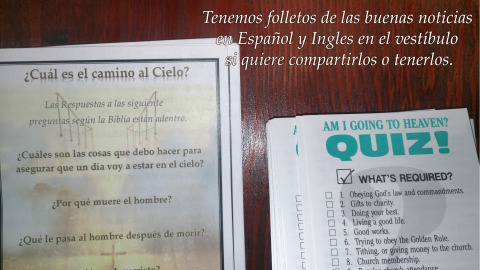 Tenemos folletos de las buenas noticias
en Español y Ingles en el vestíbulo
si quiere compartirlos o tenerlos.
¿Cuál es el camino al Cielo?
Las Respuestas a las siguiente
preguntas según la Biblia están adentro.
¿Cuáles son las cosas que debo hacer para
asegurar que un día voy a estar en el cielo?
¿Por qué muere el hombre?
¿Qué le pasa al hombre después de morir?
AM I GOING TO HEAVEN?
QUIZ!
WHAT'S REQUIRED?
1. Obeying God's law and commandments.
2. Gifts to charity.
3. Doing your best.
4. Living a good life.
5. Good works.
6. Trying to obey the Golden Rule.
7. Tithing, or giving money to the church.
8. Church membership.